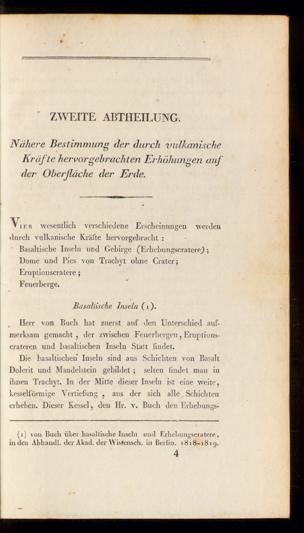 ZWEITE ABTHEILUNG.
Nähere Bestimmung der durch vulkanische
Kräfte hervorgebrachten Erhöhungen auf
der Oberfläche der Erde.
VIER wesentlich verschiedene Erscheinungen werden
durch vulkanische Kräfte hervorgebracht :
Basaltische Inseln und Gebirge (Erhebungscratere) ;
Dome und Pics von Trachyt ohne Crater ;
Eruptionscratere ;
Feuerberge.
Basaltische Inseln (1).
Herr von Buch hat zuerst auf den Unterschied auf-
merksam gemacht , der zwischen Feuerbergen, Eruptions-
crateren und basaltischen Inseln Statt findet.
Die basaltischen Inseln sind aus Schichten von Basalt
Dolerit und Mandelstein gebildet ; selten findet man in
ihnen Trachyt. In der Mitte dieser Inseln ist eine weite,
kesselförmige Vertiefung , aus der sich alle Schichten
erheben. Dieser Kessel, den Hr. v. Buch den Erhebungs-
(1) von Buch über basaltische Inseln und Erhebungscratere,
in den Abhandl. der Akad. der Wissensch. in Berlin. 1818-1819.
4